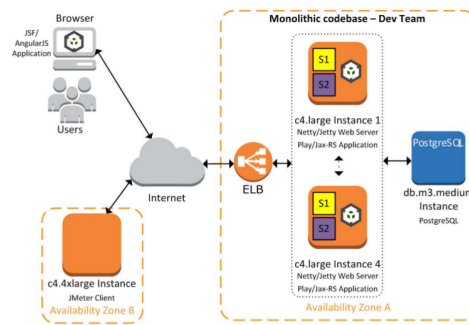 Browser
JSF/
AngularJS
Application
Users
Internet
c4.4xlarge Instance
JMeter Client
Availability Zone B
Monolithic codebase – Dev Team
S1
S2
c4.large Instance 1
Netty/Jetty Web Server
Play/Jax-RS Application
ELB
S1
S2
c4.large Instance 4
Netty/Jetty Web Server
Play/Jax-RS Application
PostgreSQL
db.m3.medium
Instance
PostgreSQL
Availability Zone A